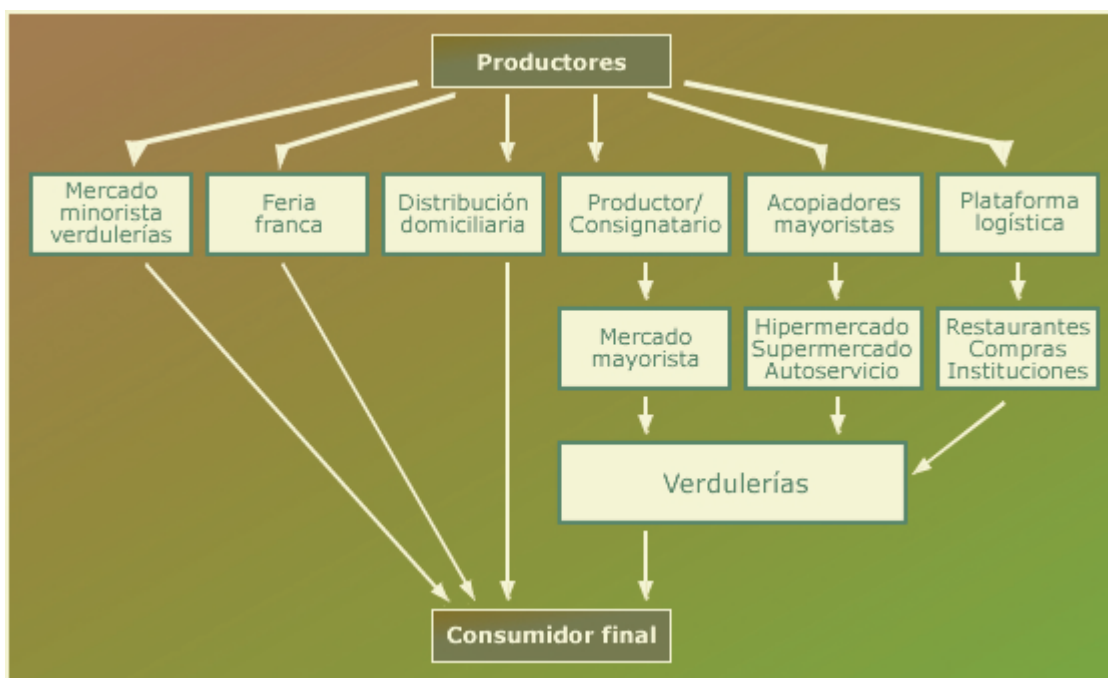 Productores
Mercado
minorista
verdulerías
Feria
franca
Distribución
domiciliaria
Productor/
Consignatario
Acopiadores
mayoristas
Plataforma
logística
Mercado
mayorista
Hipermercado
Supermercado
Autoservicio
Restaurantes
Compras
Instituciones
Verdulerías
Consumidor final